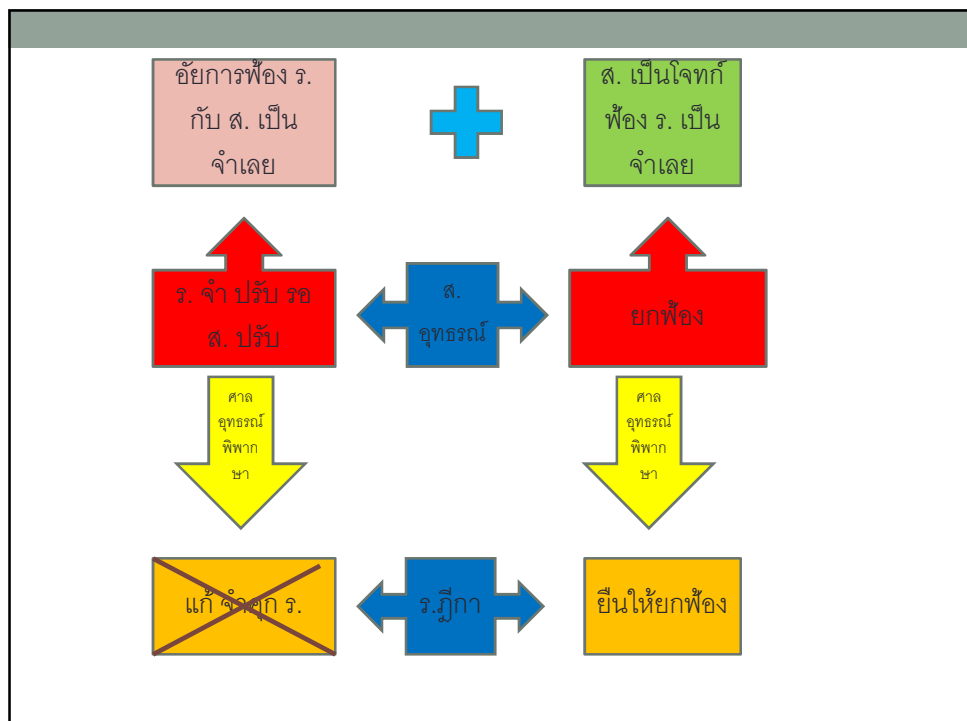 อัยการฟ้อง ร.
กับ ส. เป็น
จำเลย
ส. เป็นโจทก์
ฟ้อง ร. เป็น
จำเลย
ร. จำ ปรับ รอ
ส. ปรับ
ส.
อุทธรณ์
ยกฟ้อง
ศาล
อุทธรณ์
พิพาก
ษา
ศาล
อุทธรณ์
พิพาก
ษา
แก้ จำคุก ร.
ร.ฎีกา
ยืนให้ยกฟ้อง